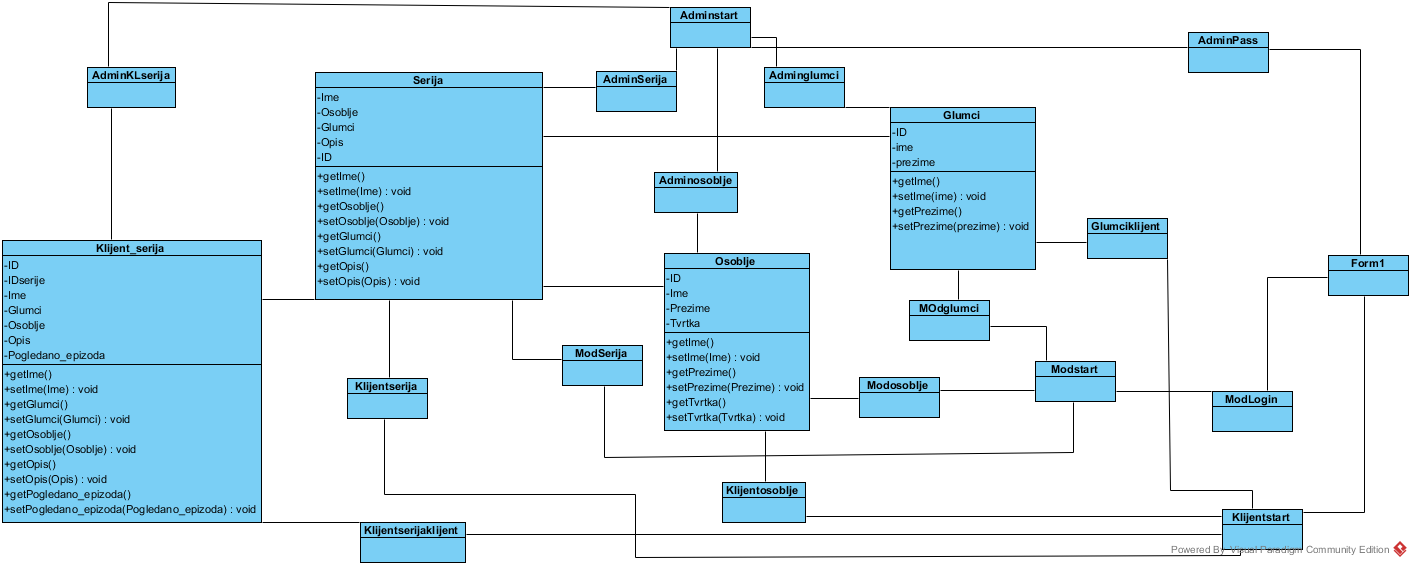 Adminstart
AdminPass
AdminKLserija
Serija
-Ime
-Osoblje
-Glumci
-Opis
-ID
+getIme()
+setIme(Ime) : void
+getOsoblje()
+setOsoblje(Osoblje) : void
+getGlumci()
+setGlumci(Glumci) : void
+getOpis()
+setOpis(Opis) : void
AdminSerija
Adminglumci
Glumci
-ID
-ime
-prezime
+getIme()
+setIme(ime) : void
+getPrezime()
+setPrezime(prezime) : void
Adminosoblje
Glumciklijent
Klijent_serija
-ID
-IDserije
-Ime
-Glumci
-Osoblje
-Opis
-Pogledano_epizoda
+getIme()
+setIme(Ime) : void
+getGlumci()
+setGlumci(Glumci) : void
+getOsoblje()
+setOsoblje(Osoblje) : void
+getOpis()
+setOpis(Opis) : void
+getPogledano_epizoda()
+setPogledano_epizoda(Pogledano_epizoda) : void
Osoblje
-ID
-Ime
-Prezime
-Tvrtka
+getIme()
+setIme(Ime) : void
+getPrezime()
+setPrezime(Prezime) : void
+getTvrtka()
+setTvrtka(Tvrtka) : void
Form1
MOdglumci
ModSerija
Klijentserija
Modosoblje
Modstart
ModLogin
Klijentosoblje
Klijentserijaklijent
Klijentstart
Powered By Visual Paradigm Community Edition